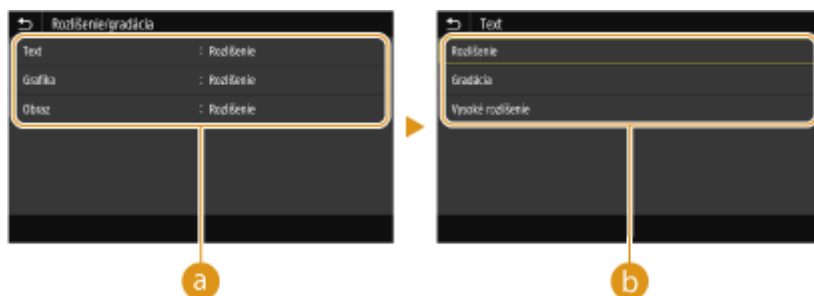 Rozlíšenie/gradácia
Text : Rozlíšenie
Grafika : Rozlíšenie
Obraz : Rozlíšenie
a
Text
Rozlíšenie
Gradácia
Vysoké rozlíšenie
b